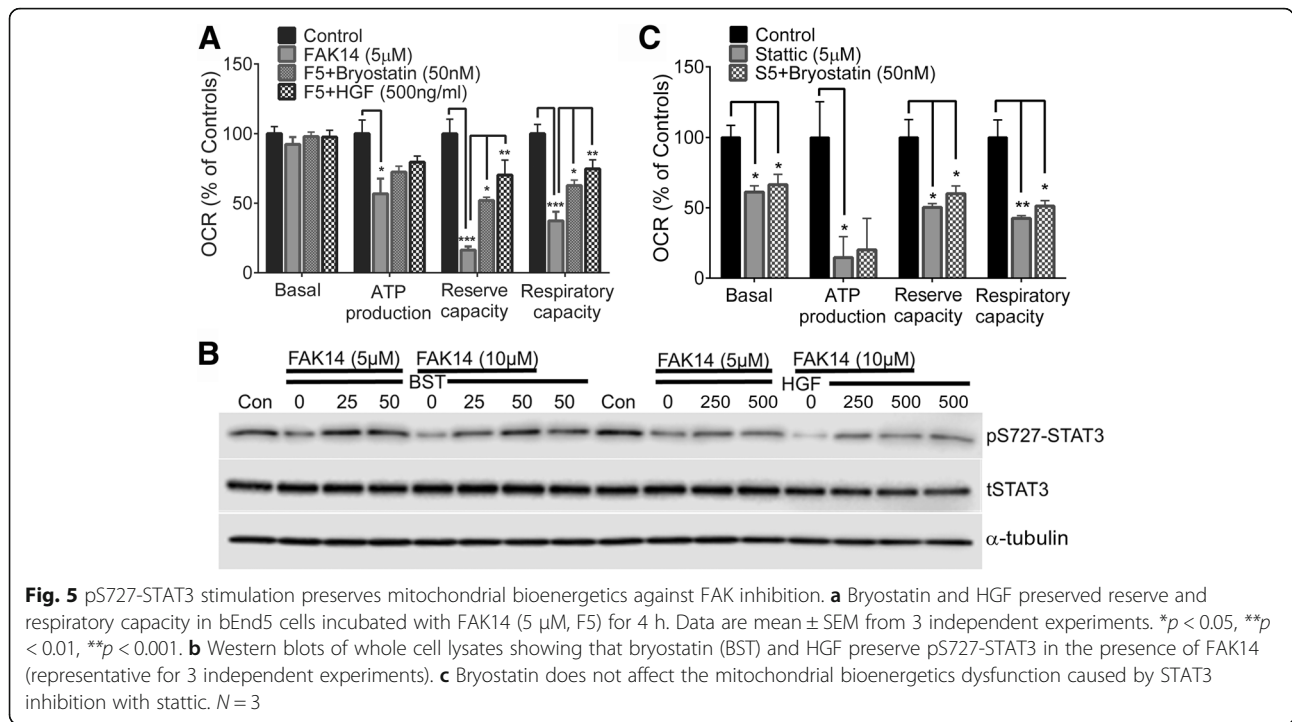 A
Control
FAK14 (5µM)
F5+Bryostatin (50nM)
F5+HGF (500ng/ml)
OCR (% of Controls)
150
100
50
0
*
***
*
**
***
*
**
Basal
ATP production
Reserve capacity
Respiratory capacity
C
Control
Stattic (5µM)
S5+Bryostatin (50nM)
OCR (% of Controls)
150
100
50
0
*
*
*
*
*
**
*
Basal
ATP production
Reserve capacity
Respiratory capacity
B
FAK14 (5µM) FAK14 (10µM) FAK14 (5µM) FAK14 (10µM)
BST HGF
Con 0 25 50 0 25 50 50 Con 0 250 500 0 250 500 500
pS727-STAT3
tSTAT3
α-tubulin
Fig. 5 pS727-STAT3 stimulation preserves mitochondrial bioenergetics against FAK inhibition. a Bryostatin and HGF preserved reserve and
respiratory capacity in bEnd5 cells incubated with FAK14 (5 µM, F5) for 4 h. Data are mean ± SEM from 3 independent experiments. *p < 0.05, **p
< 0.01, **p < 0.001. b Western blots of whole cell lysates showing that bryostatin (BST) and HGF preserve pS727-STAT3 in the presence of FAK14
(representative for 3 independent experiments). c Bryostatin does not affect the mitochondrial bioenergetics dysfunction caused by STAT3
inhibition with stattic. N = 3